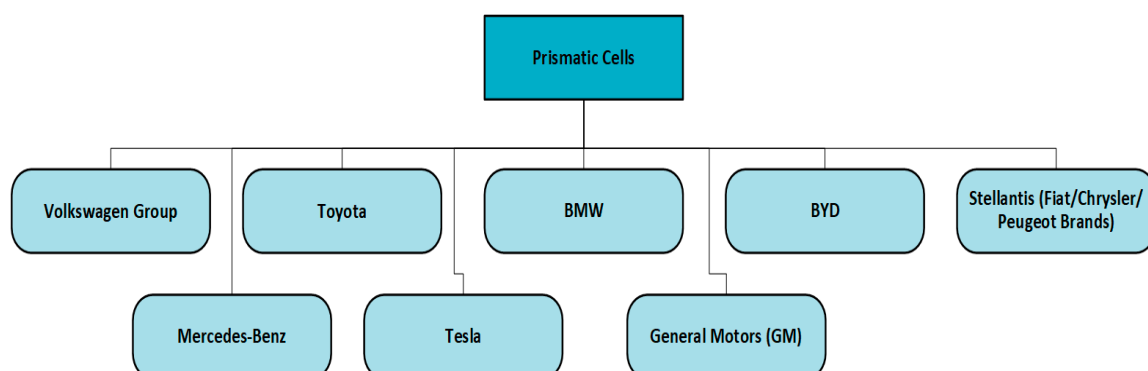 Prismatic Cells
Volkswagen Group
Toyota
BMW
BYD
Stellantis (Fiat/Chrysler/
Peugeot Brands)
Mercedes-Benz
Tesla
General Motors (GM)